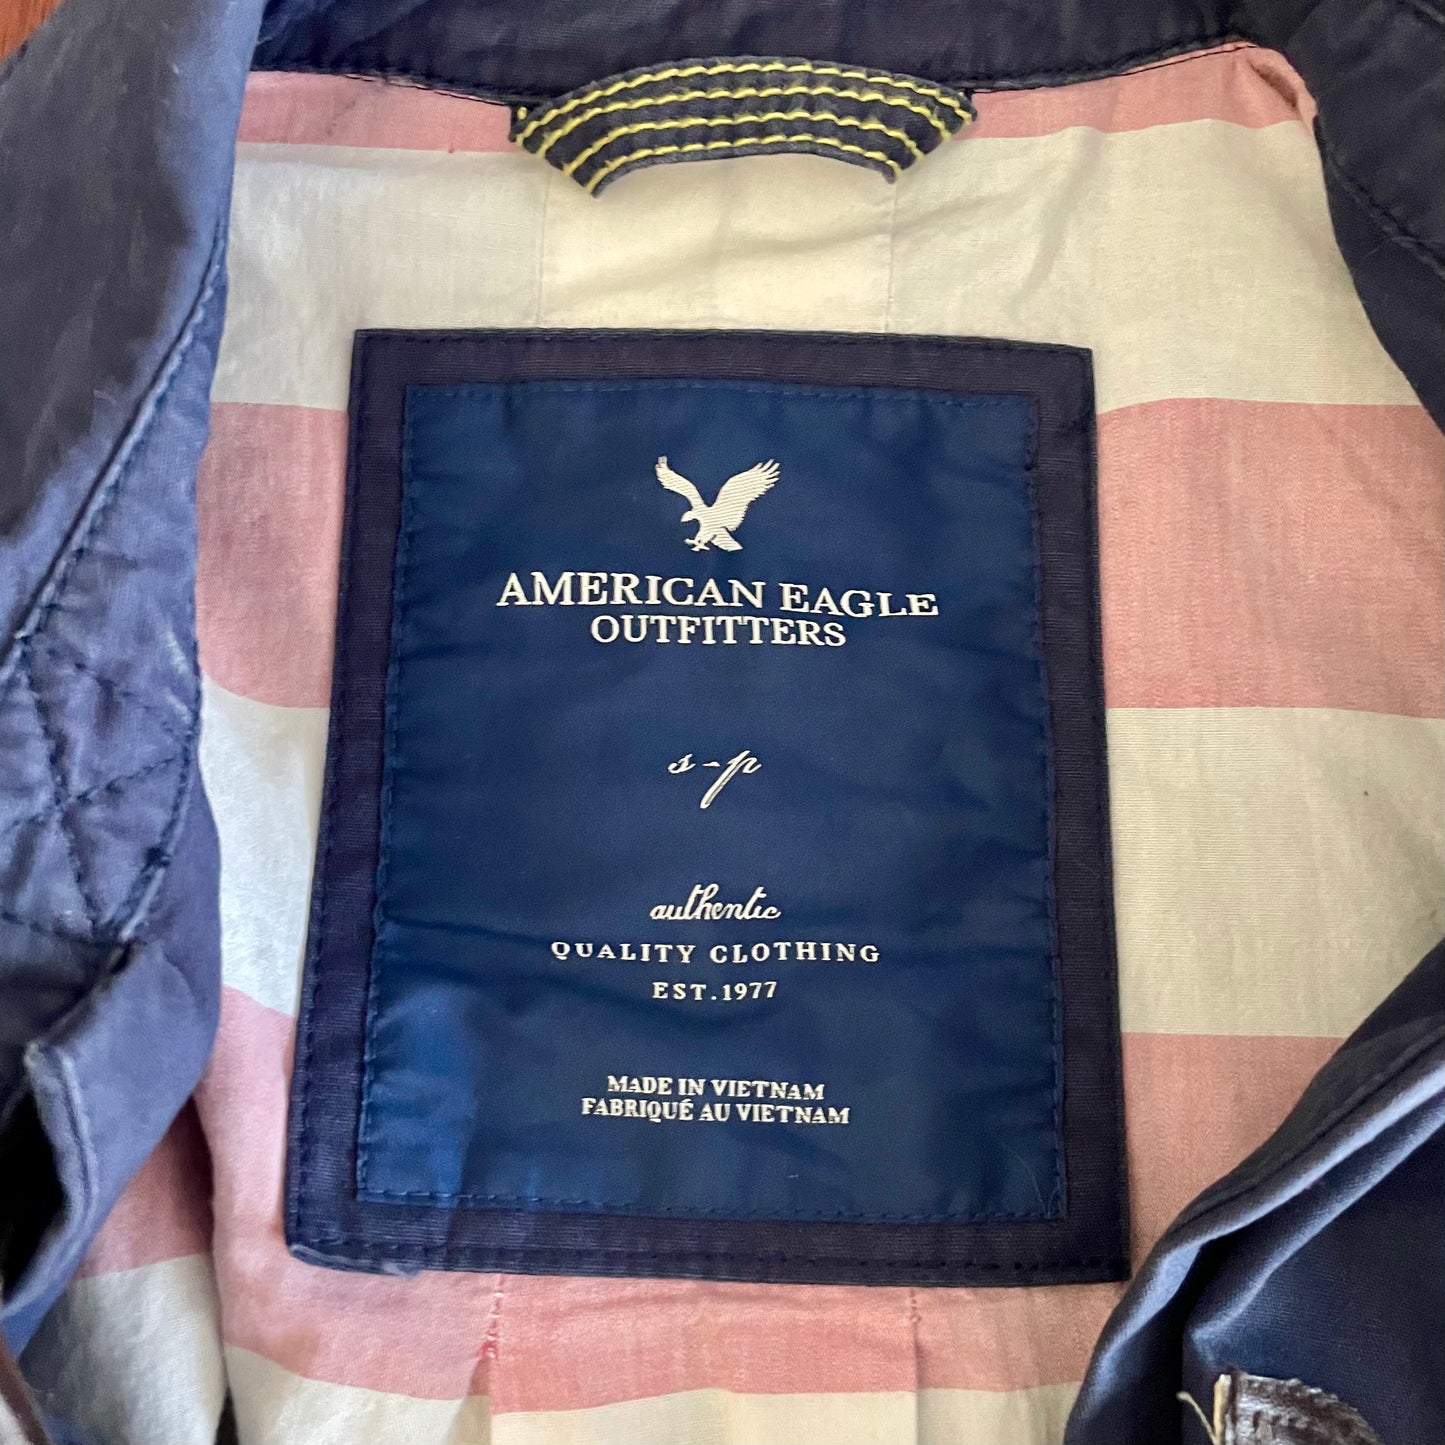 AMERICAN EAGLE
OUTFITTERS
s-p
authentic
QUALITY CLOTHING
EST.1977
MADE IN VIETNAM
FABRIQUÉ AU VIETNAM